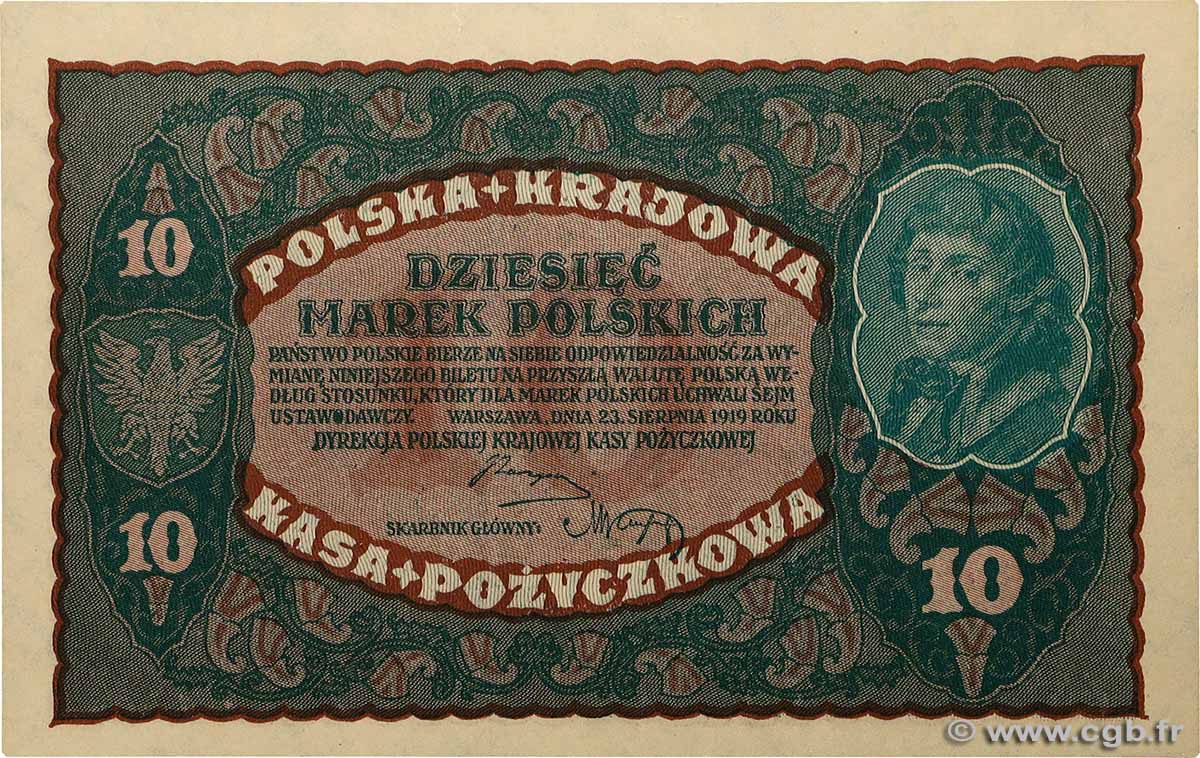 POLSKA+KRAJOWA
10
DZIESIĘĆ
MAREK POLSKICH
PAŃSTWO POLSKIE BIERZE NA SIEBIE ODPOWIEDZIALNOŚĆ ZA WY-
MIANĘ NINIEJSZEGO BILETU NA PRZYSZŁĄ WALUTĘ POLSKĄ WE-
DŁUG STOSUNKU, KTÓRY DLA MAREK POLSKICH UCHWALI SEJM
USTAWODAWCZY. WARSZAWA, DNIA 23. SIERPNIA 1919 ROKU
DYREKCJA POLSKIEJ KRAJOWEJ KASY POŻYCZKOWEJ
SKARBNIK GŁÓWNY:
KASA+POŻYCZKOWA
10
10
© www.cgb.fr